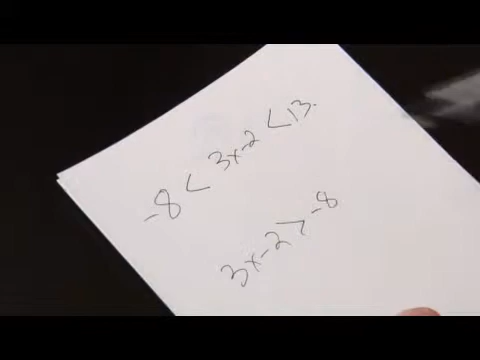 -8 < 3x-2 < 13.
3x-2 > -8